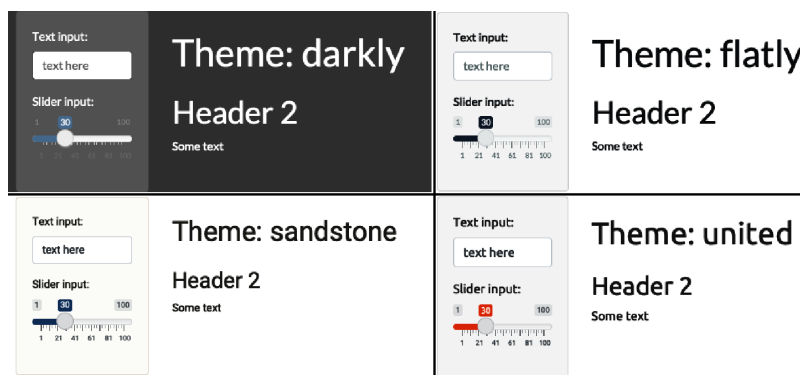 Text input:
text here
Slider input:
1 30 100
1 21 41 61 81 100
Theme: darkly
Header 2
Some text
Text input:
text here
Slider input:
1 30 100
1 21 41 61 81 100
Theme: flatly
Header 2
Some text
Text input:
text here
Slider input:
1 30 100
1 21 41 61 81 100
Theme: sandstone
Header 2
Some text
Text input:
text here
Slider input:
1 30 100
1 21 41 61 81 100
Theme: united
Header 2
Some text